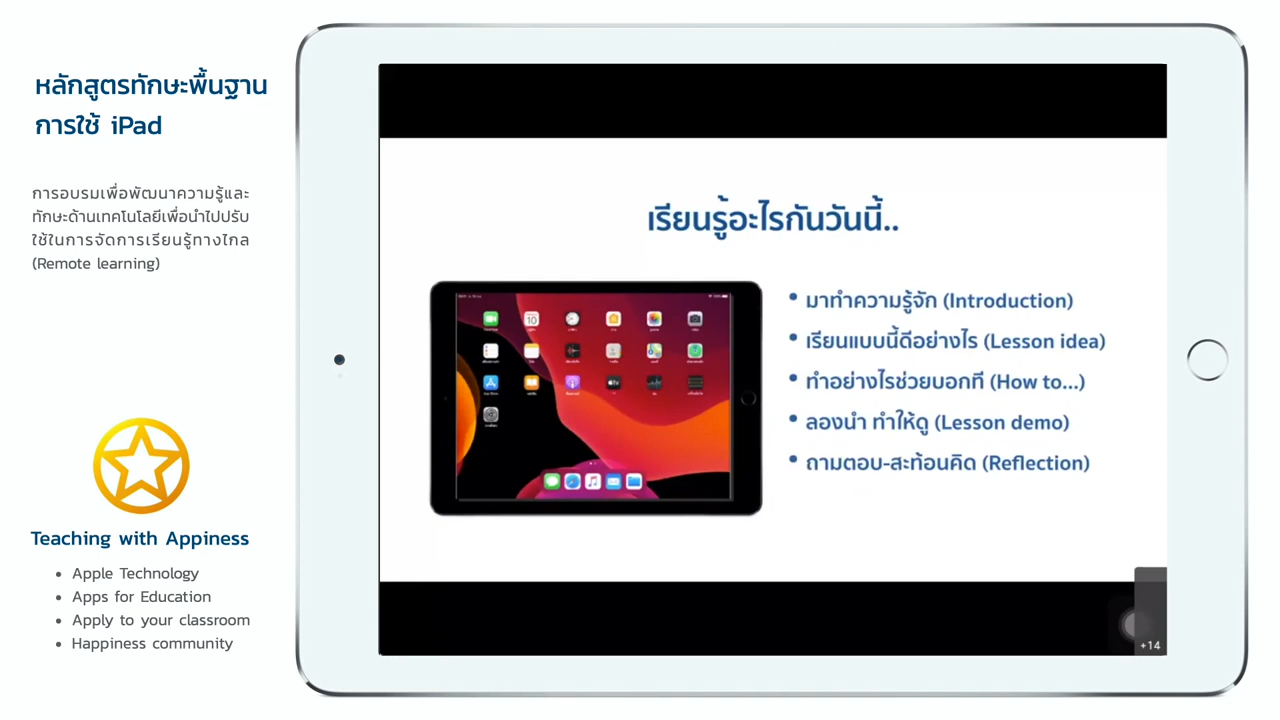 หลักสูตรทักษะพื้นฐาน
การใช้ iPad
การอบรมเพื่อพัฒนาความรู้และ
ทักษะด้านเทคโนโลยีเพื่อนำไปปรับ
ใช้ในการจัดการเรียนรู้ทางไกล
(Remote learning)
Teaching with Appiness
• Apple Technology
• Apps for Education
• Apply to your classroom
• Happiness community
เรียนรู้อะไรกันวันนี้..
• มาทำความรู้จัก (Introduction)
• เรียนแบบนี้ดีอย่างไร (Lesson idea)
• ทำอย่างไรช่วยบอกที (How to...)
• ลองนำ ทำให้ดู (Lesson demo)
• ถามตอบ-สะท้อนคิด (Reflection)
10
+14